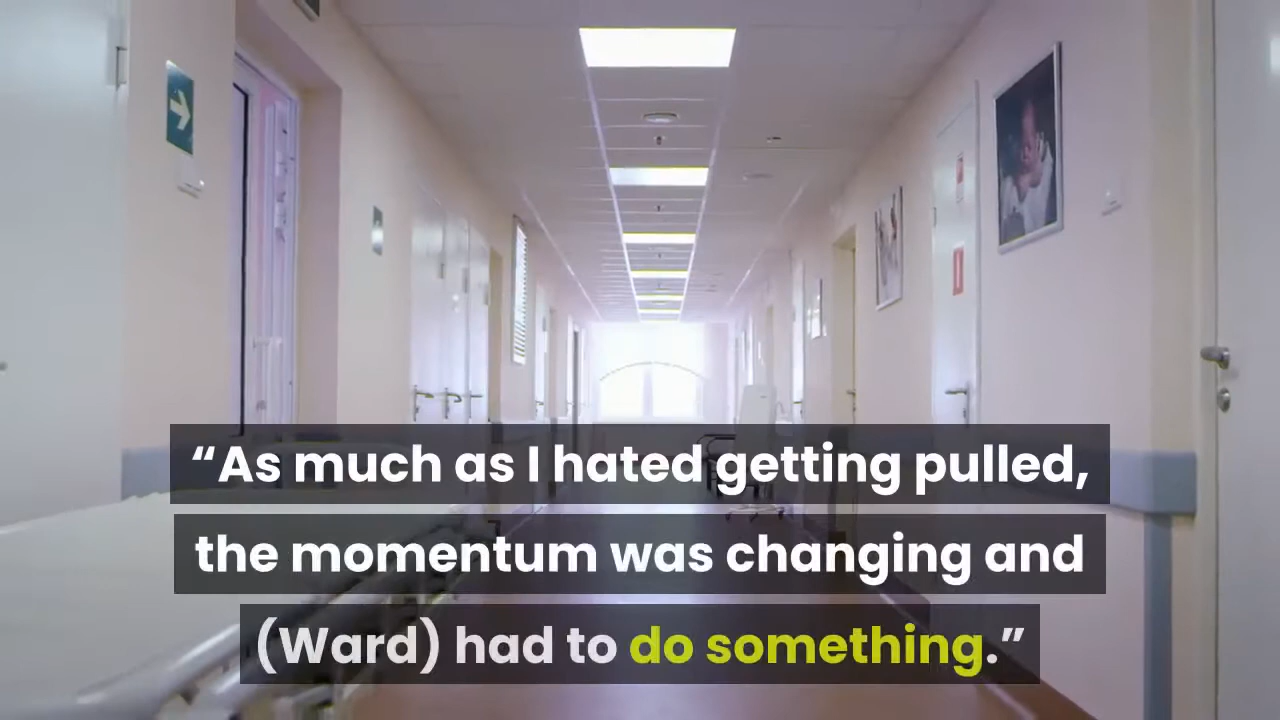 “As much as I hated getting pulled,
the momentum was changing and
(Ward) had to do something.”